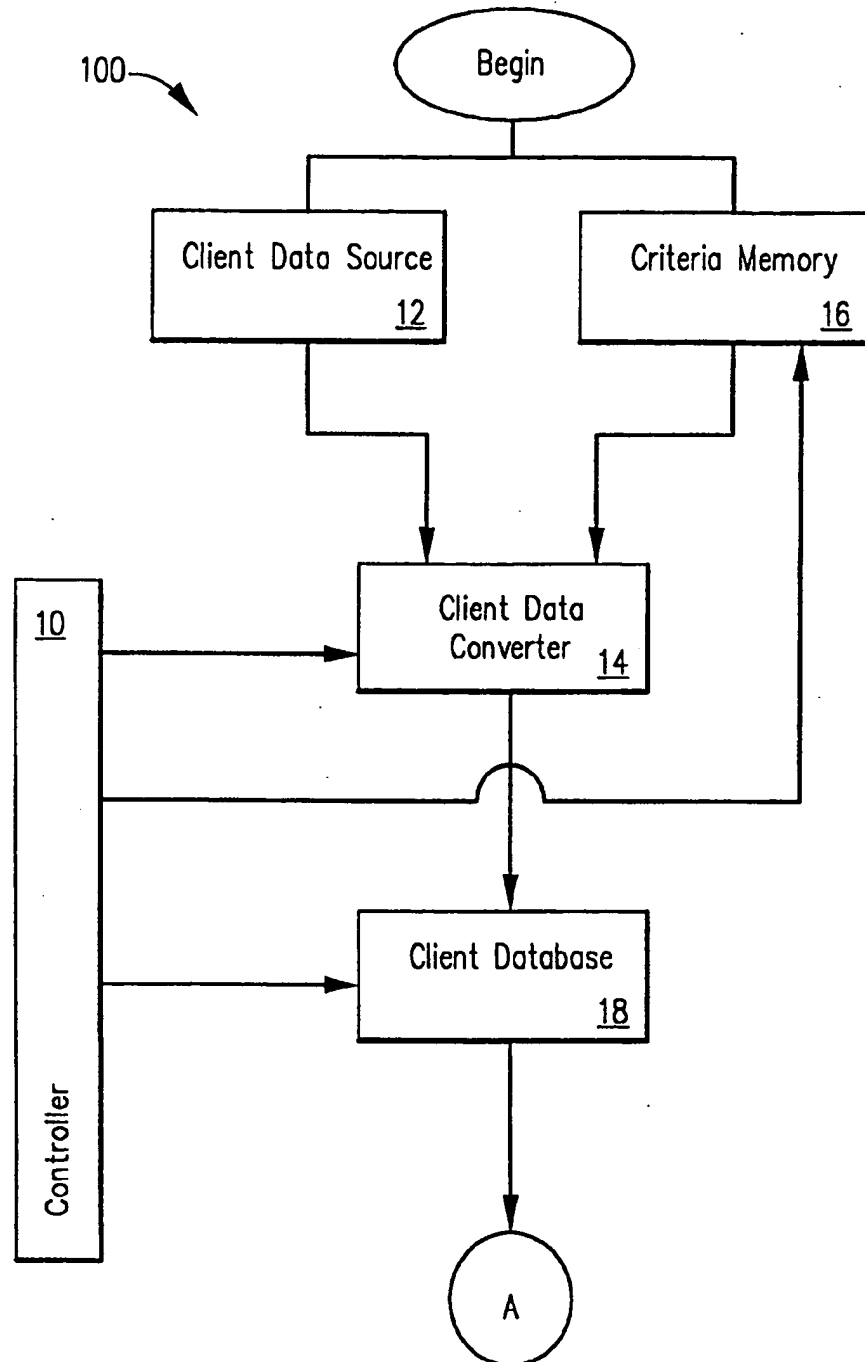 Begin
100
Client Data Source
12
Criteria Memory
16
10
Client Data
Converter
14
Client Database
18
Controller
A